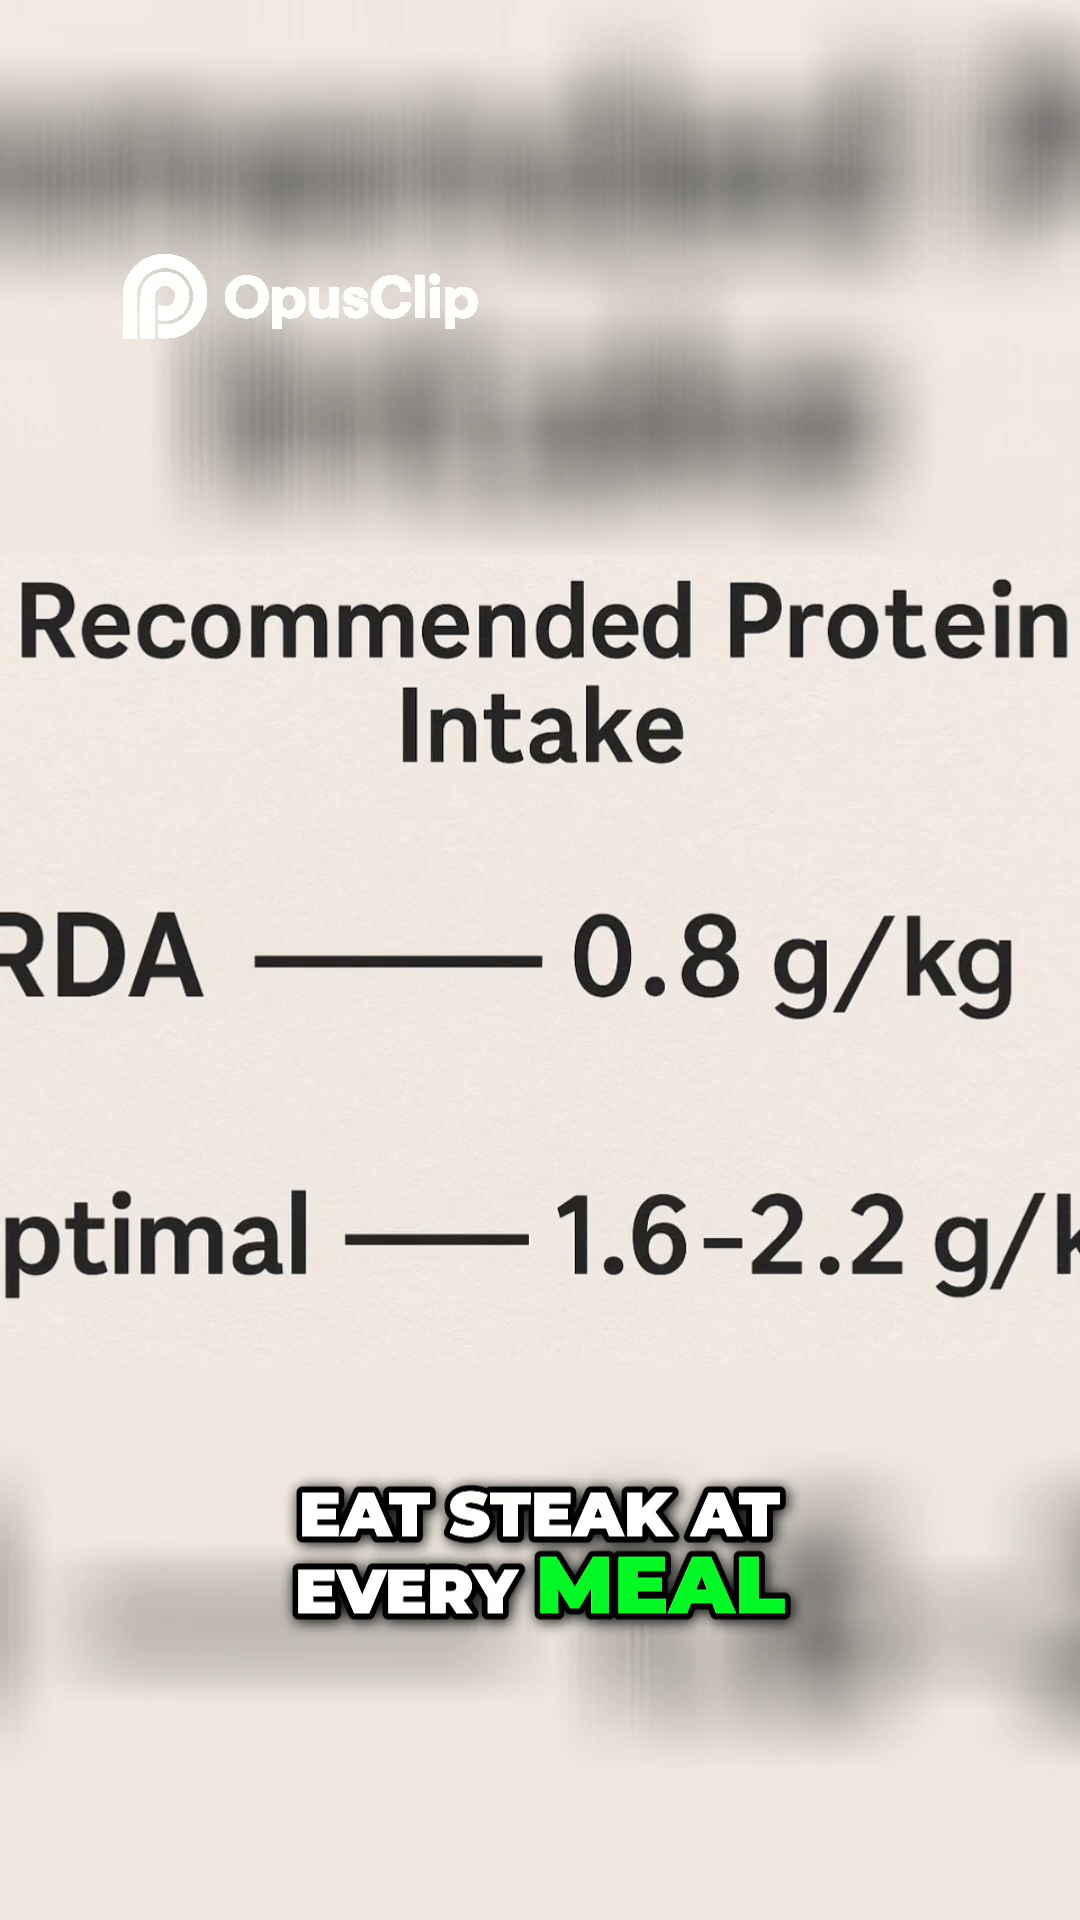 OpusClip
Recommended Protein
Intake
RDA 0.8 g/kg
ptimal 1.6-2.2 g/k
EAT STEAK AT
EVERY MEAL